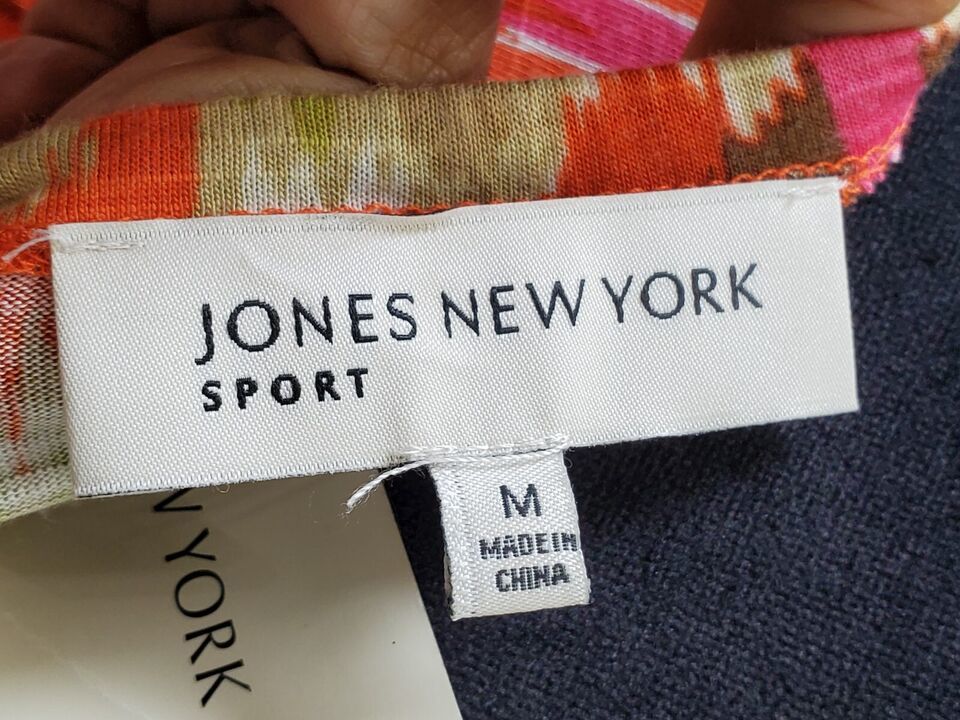 JONES NEW YORK
SPORT
M
MADE IN
CHINA
W YORK